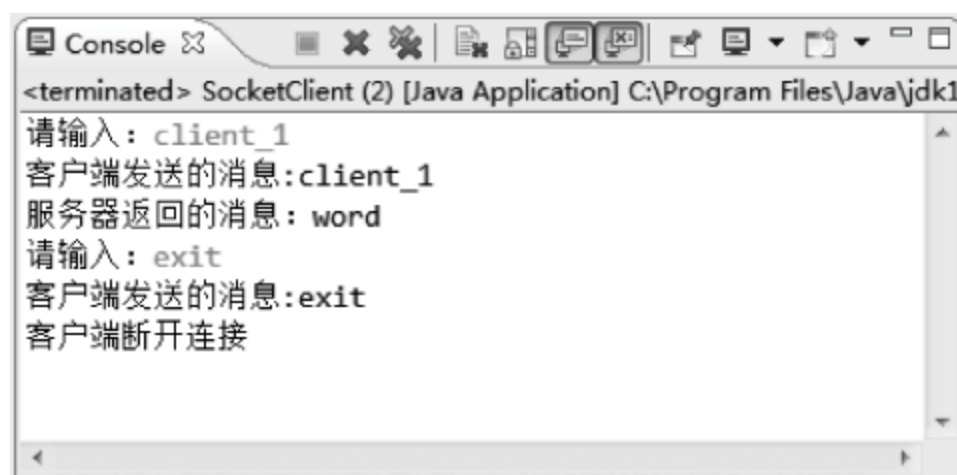 Console
<terminated> SocketClient (2) [Java Application] C:\Program Files\Java\jdk1
请输入：client_1
客户端发送的消息:client_1
服务器返回的消息：word
请输入：exit
客户端发送的消息:exit
客户端断开连接